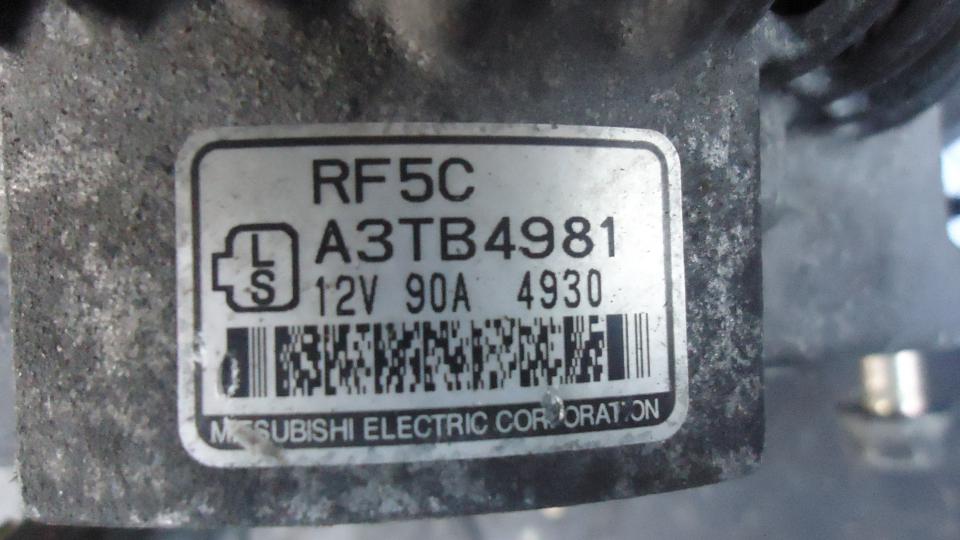 RF5C
A3TB4981
L
S
12V 90A 4930
MITSUBISHI ELECTRIC CORPORATION